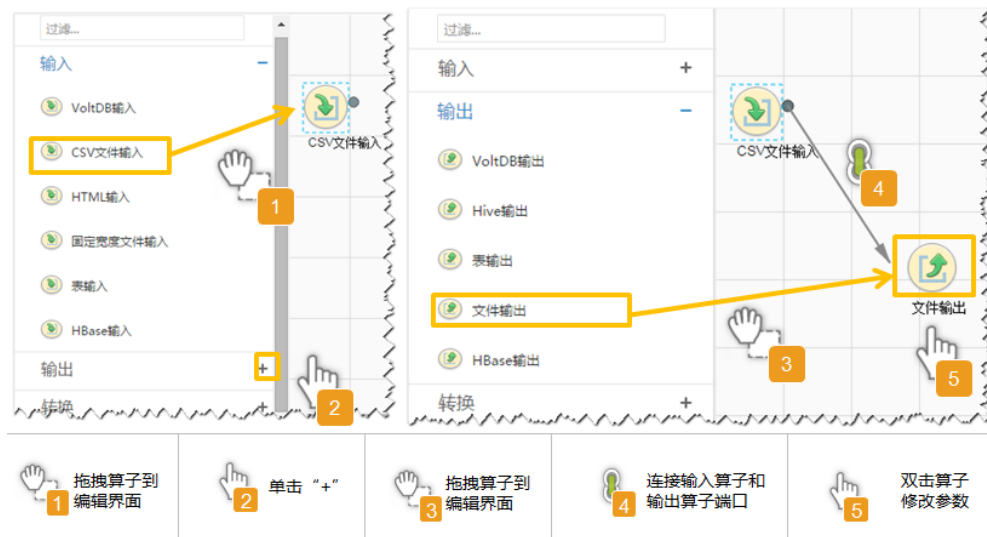 过滤...
输入
−
VoltDB输入
CSV文件输入
HTML输入
固定宽度文件输入
表输入
HBase输入
输出
+
转换
+
CSV文件输入
1
2
过滤...
输入
+
输出
−
VoltDB输出
Hive输出
表输出
文件输出
HBase输出
转换
+
CSV文件输入
4
文件输出
3
5
1
拖拽算子到
编辑界面
2
单击“+”
3
拖拽算子到
编辑界面
4
连接输入算子和
输出算子端口
5
双击算子
修改参数